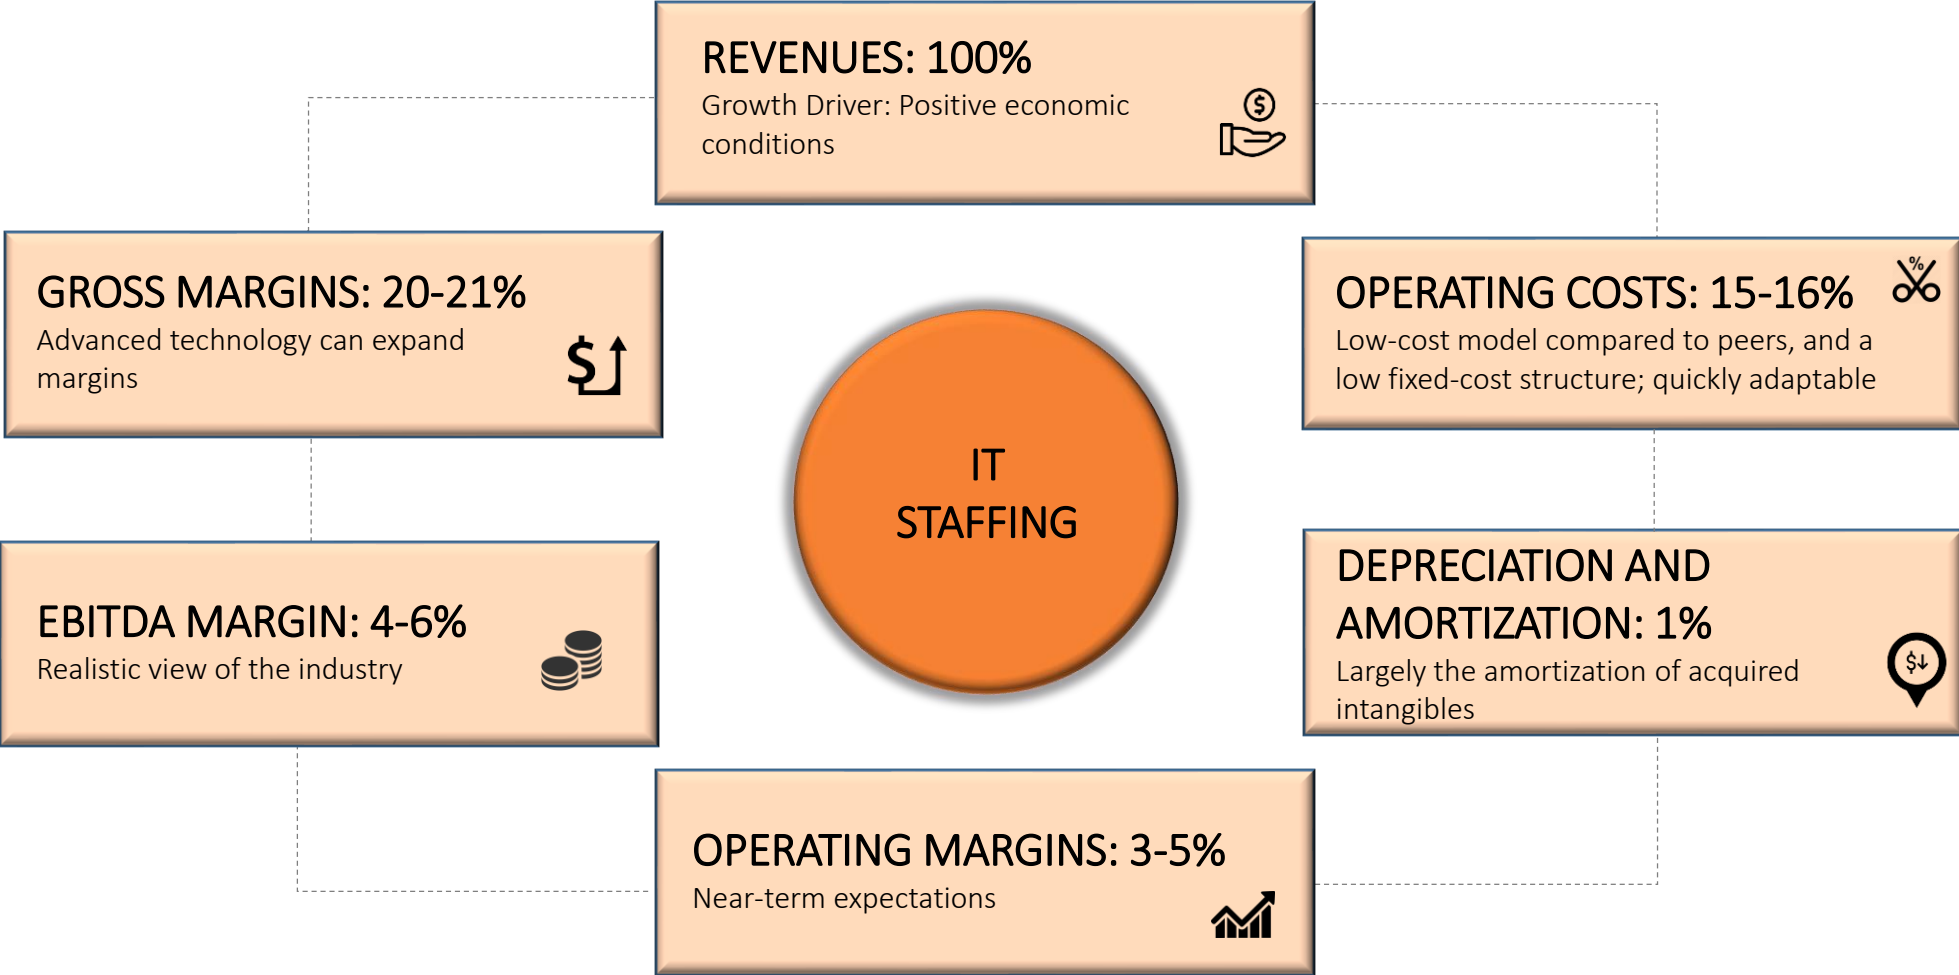 REVENUES: 100%
Growth Driver: Positive economic
conditions
$
GROSS MARGINS: 20-21%
Advanced technology can expand
margins
$
OPERATING COSTS: 15-16%
%
Low-cost model compared to peers, and a
low fixed-cost structure; quickly adaptable
IT
STAFFING
EBITDA MARGIN: 4-6%
Realistic view of the industry
DEPRECIATION AND
AMORTIZATION: 1%
Largely the amortization of acquired
intangibles
$
OPERATING MARGINS: 3-5%
Near-term expectations